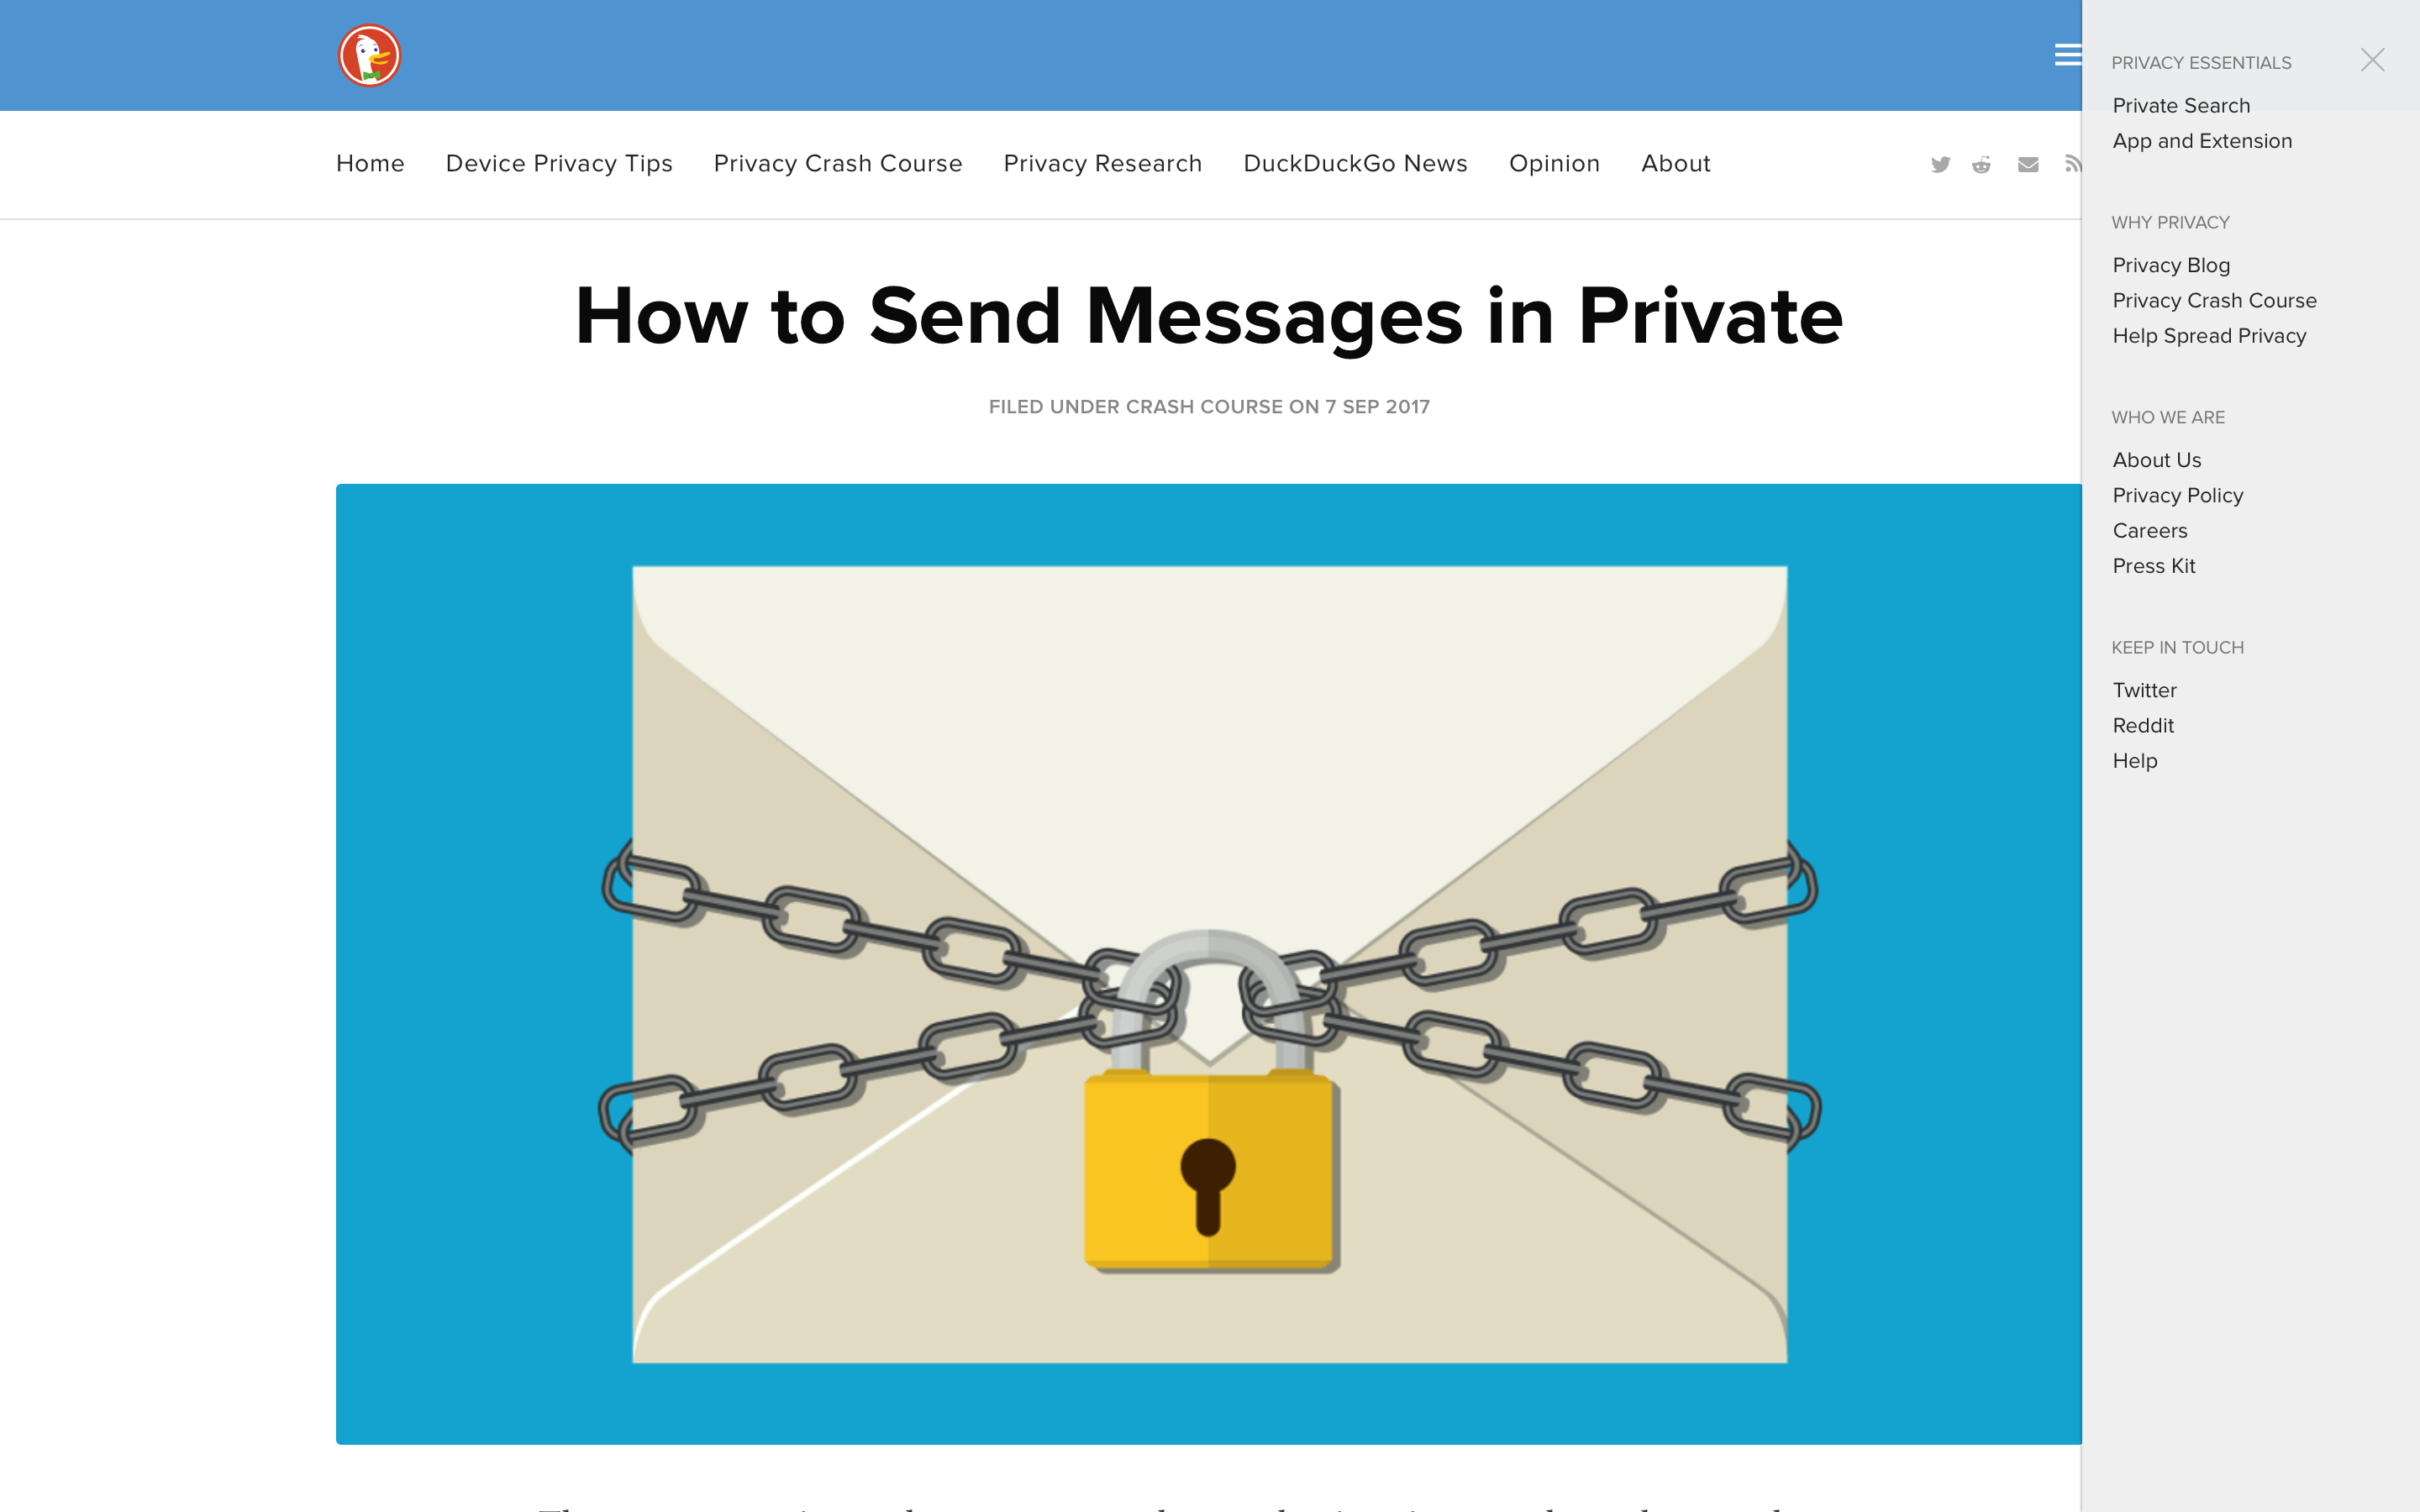 Home Device Privacy Tips Privacy Crash Course Privacy Research DuckDuckGo News Opinion About
How to Send Messages in Private
FILED UNDER CRASH COURSE ON 7 SEP 2017
PRIVACY ESSENTIALS
Private Search
App and Extension
WHY PRIVACY
Privacy Blog
Privacy Crash Course
Help Spread Privacy
WHO WE ARE
About Us
Privacy Policy
Careers
Press Kit
KEEP IN TOUCH
Twitter
Reddit
Help